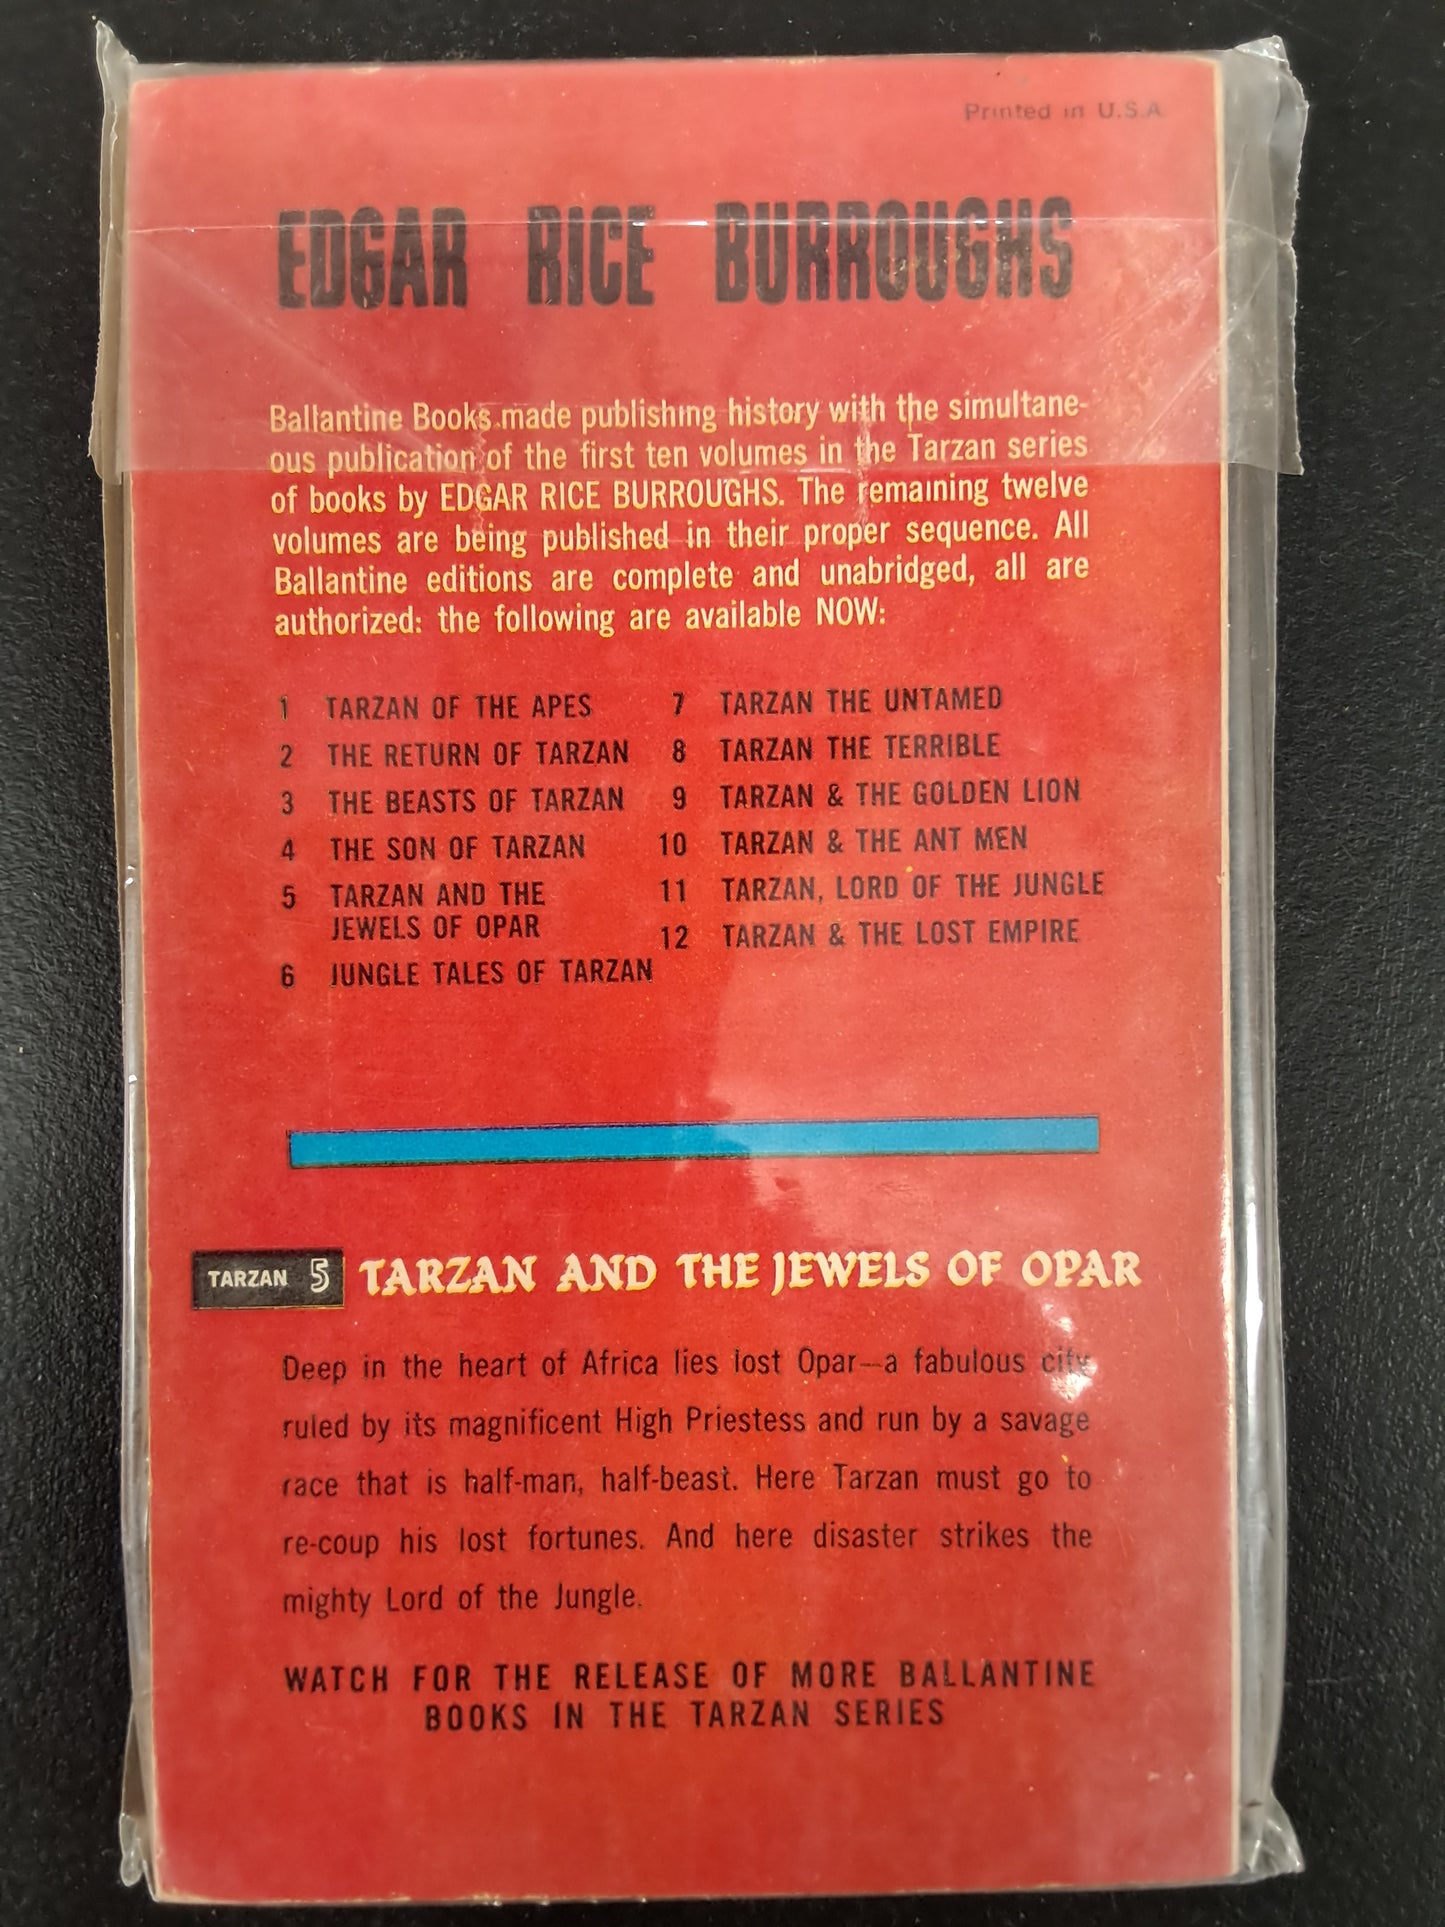 Printed in U.S.A.
EDGAR RICE BURROUGHS
Ballantine Books made publishing history with the simultane-
ous publication of the first ten volumes in the Tarzan series
of books by EDGAR RICE BURROUGHS. The remaining twelve
volumes are being published in their proper sequence. All
Ballantine editions are complete and unabridged, all are
authorized: the following are available NOW:
1 TARZAN OF THE APES
2 THE RETURN OF TARZAN
3 THE BEASTS OF TARZAN
4 THE SON OF TARZAN
5 TARZAN AND THE
JEWELS OF OPAR
6 JUNGLE TALES OF TARZAN
7 TARZAN THE UNTAMED
8 TARZAN THE TERRIBLE
9 TARZAN & THE GOLDEN LION
10 TARZAN & THE ANT MEN
11 TARZAN, LORD OF THE JUNGLE
12 TARZAN & THE LOST EMPIRE
TARZAN 5 TARZAN AND THE JEWELS OF OPAR
Deep in the heart of Africa lies lost Opar—a fabulous city
ruled by its magnificent High Priestess and run by a savage
race that is half-man, half-beast. Here Tarzan must go to
re-coup his lost fortunes. And here disaster strikes the
mighty Lord of the Jungle.
WATCH FOR THE RELEASE OF MORE BALLANTINE
BOOKS IN THE TARZAN SERIES